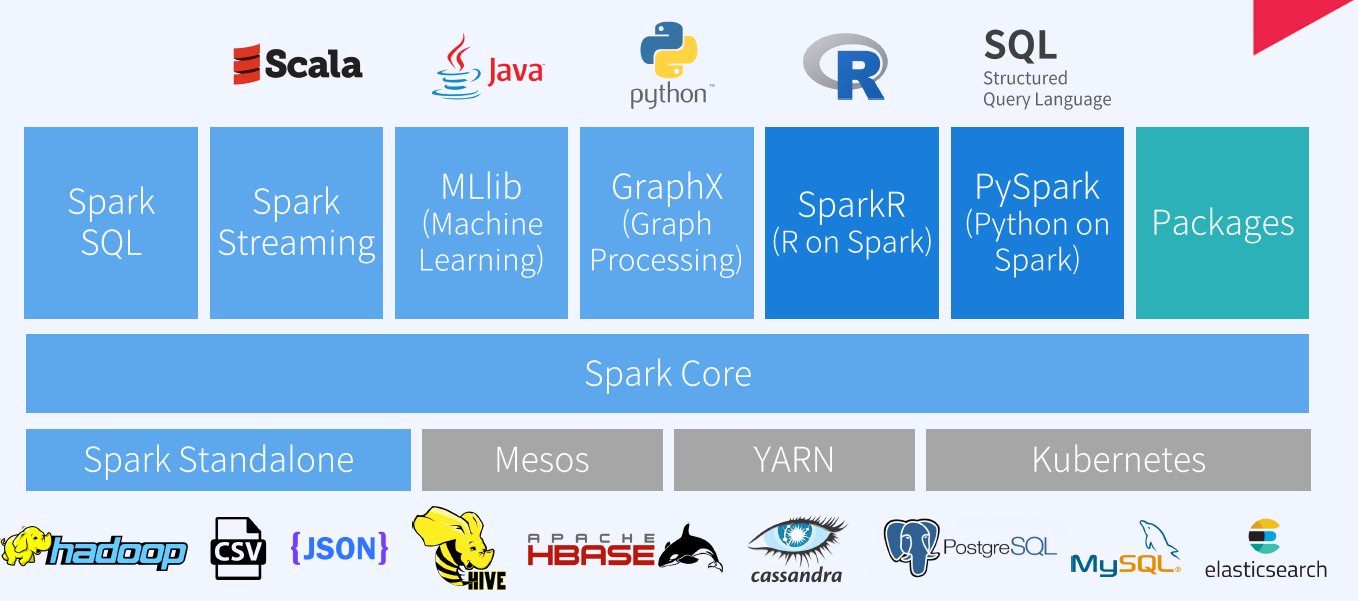 Scala
Java
python™
R
SQL
Structured
Query Language
Spark
SQL
Spark
Streaming
MLlib
(Machine
Learning)
GraphX
(Graph
Processing)
SparkR
(R on Spark)
PySpark
(Python on
Spark)
Packages
Spark Core
Spark Standalone
Mesos
YARN
Kubernetes
hadoop
CSV
{JSON}
HIVE
APACHE
HBASE
cassandra
PostgreSQL
MySQL®
elasticsearch